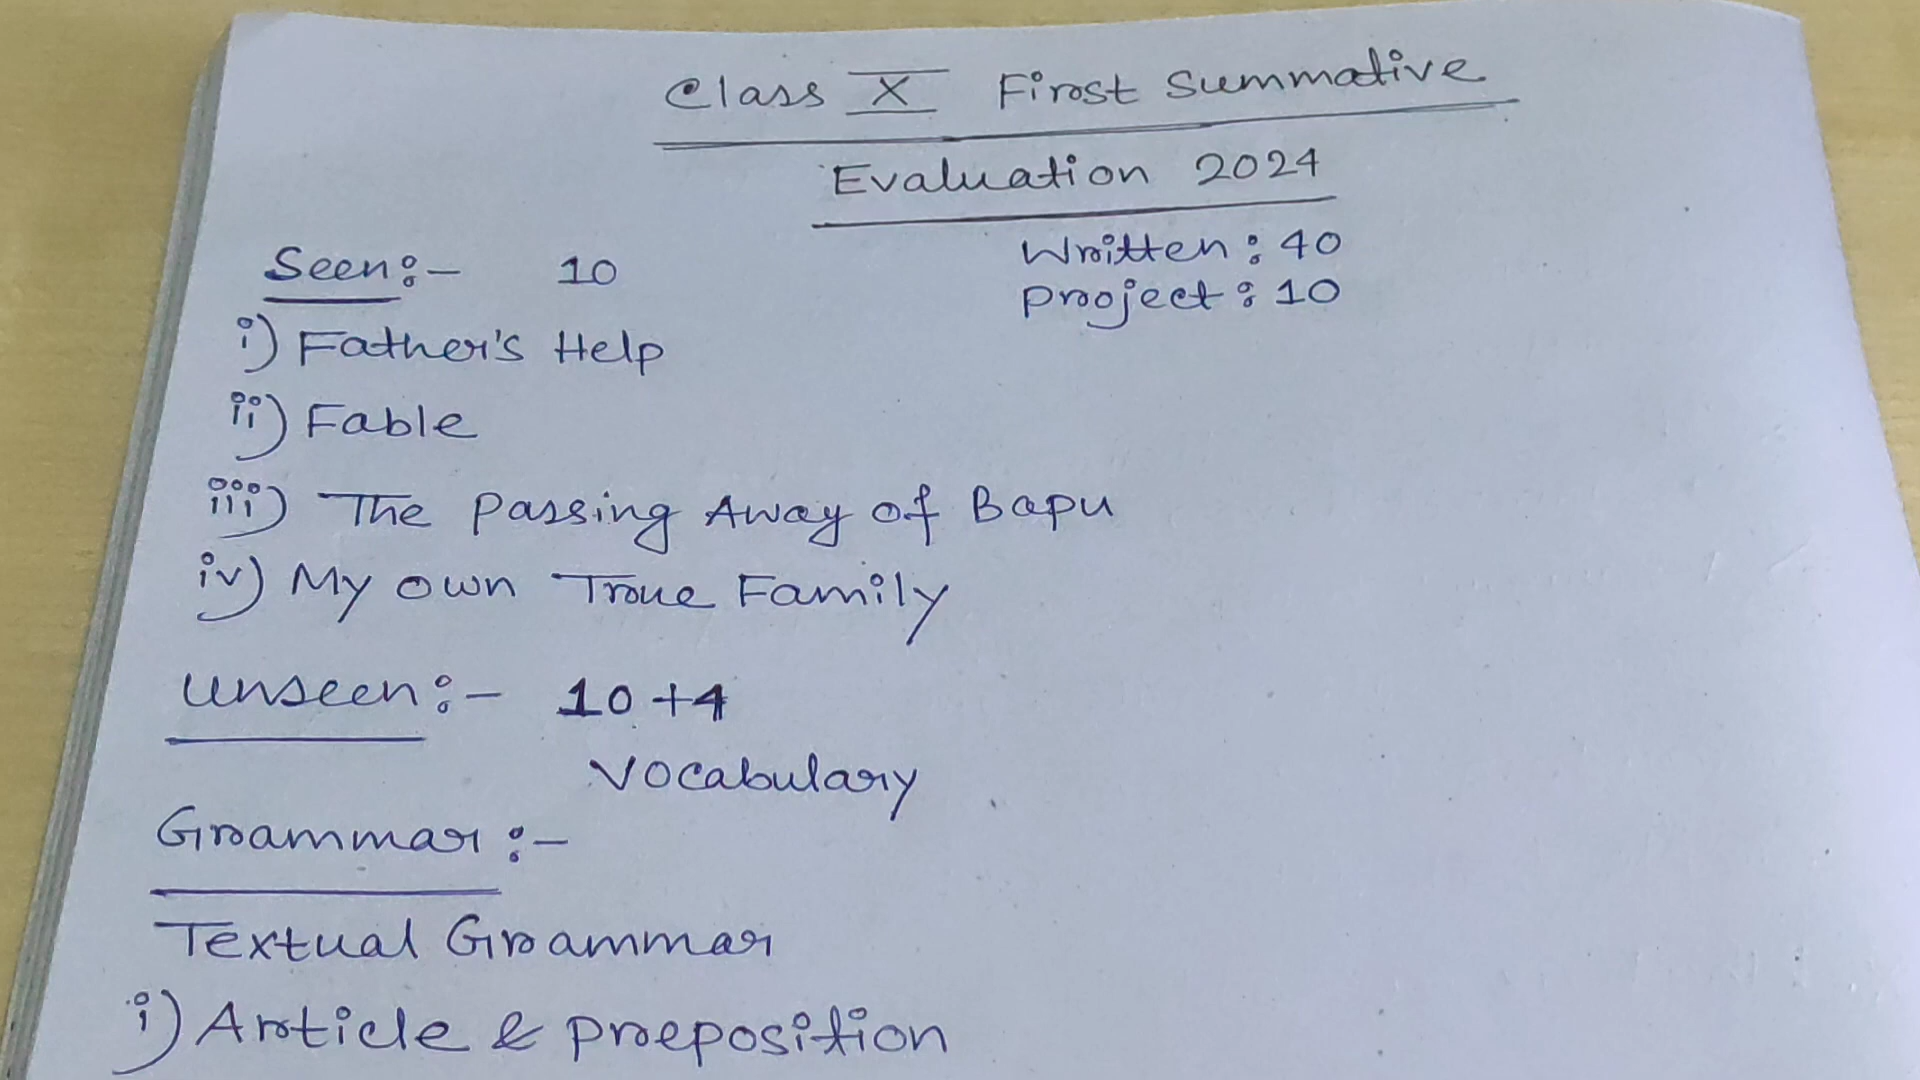 Class X First Summative
Evaluation 2024
Written : 40
Project : 10
Seen :- 10
i) Father's Help
ii) Fable
iii) The Passing Away of Bapu
iv) My own True Family
Unseen :- 10+4
Vocabulary
Grammar :-
Textual Grammar
i) Article & Preposition